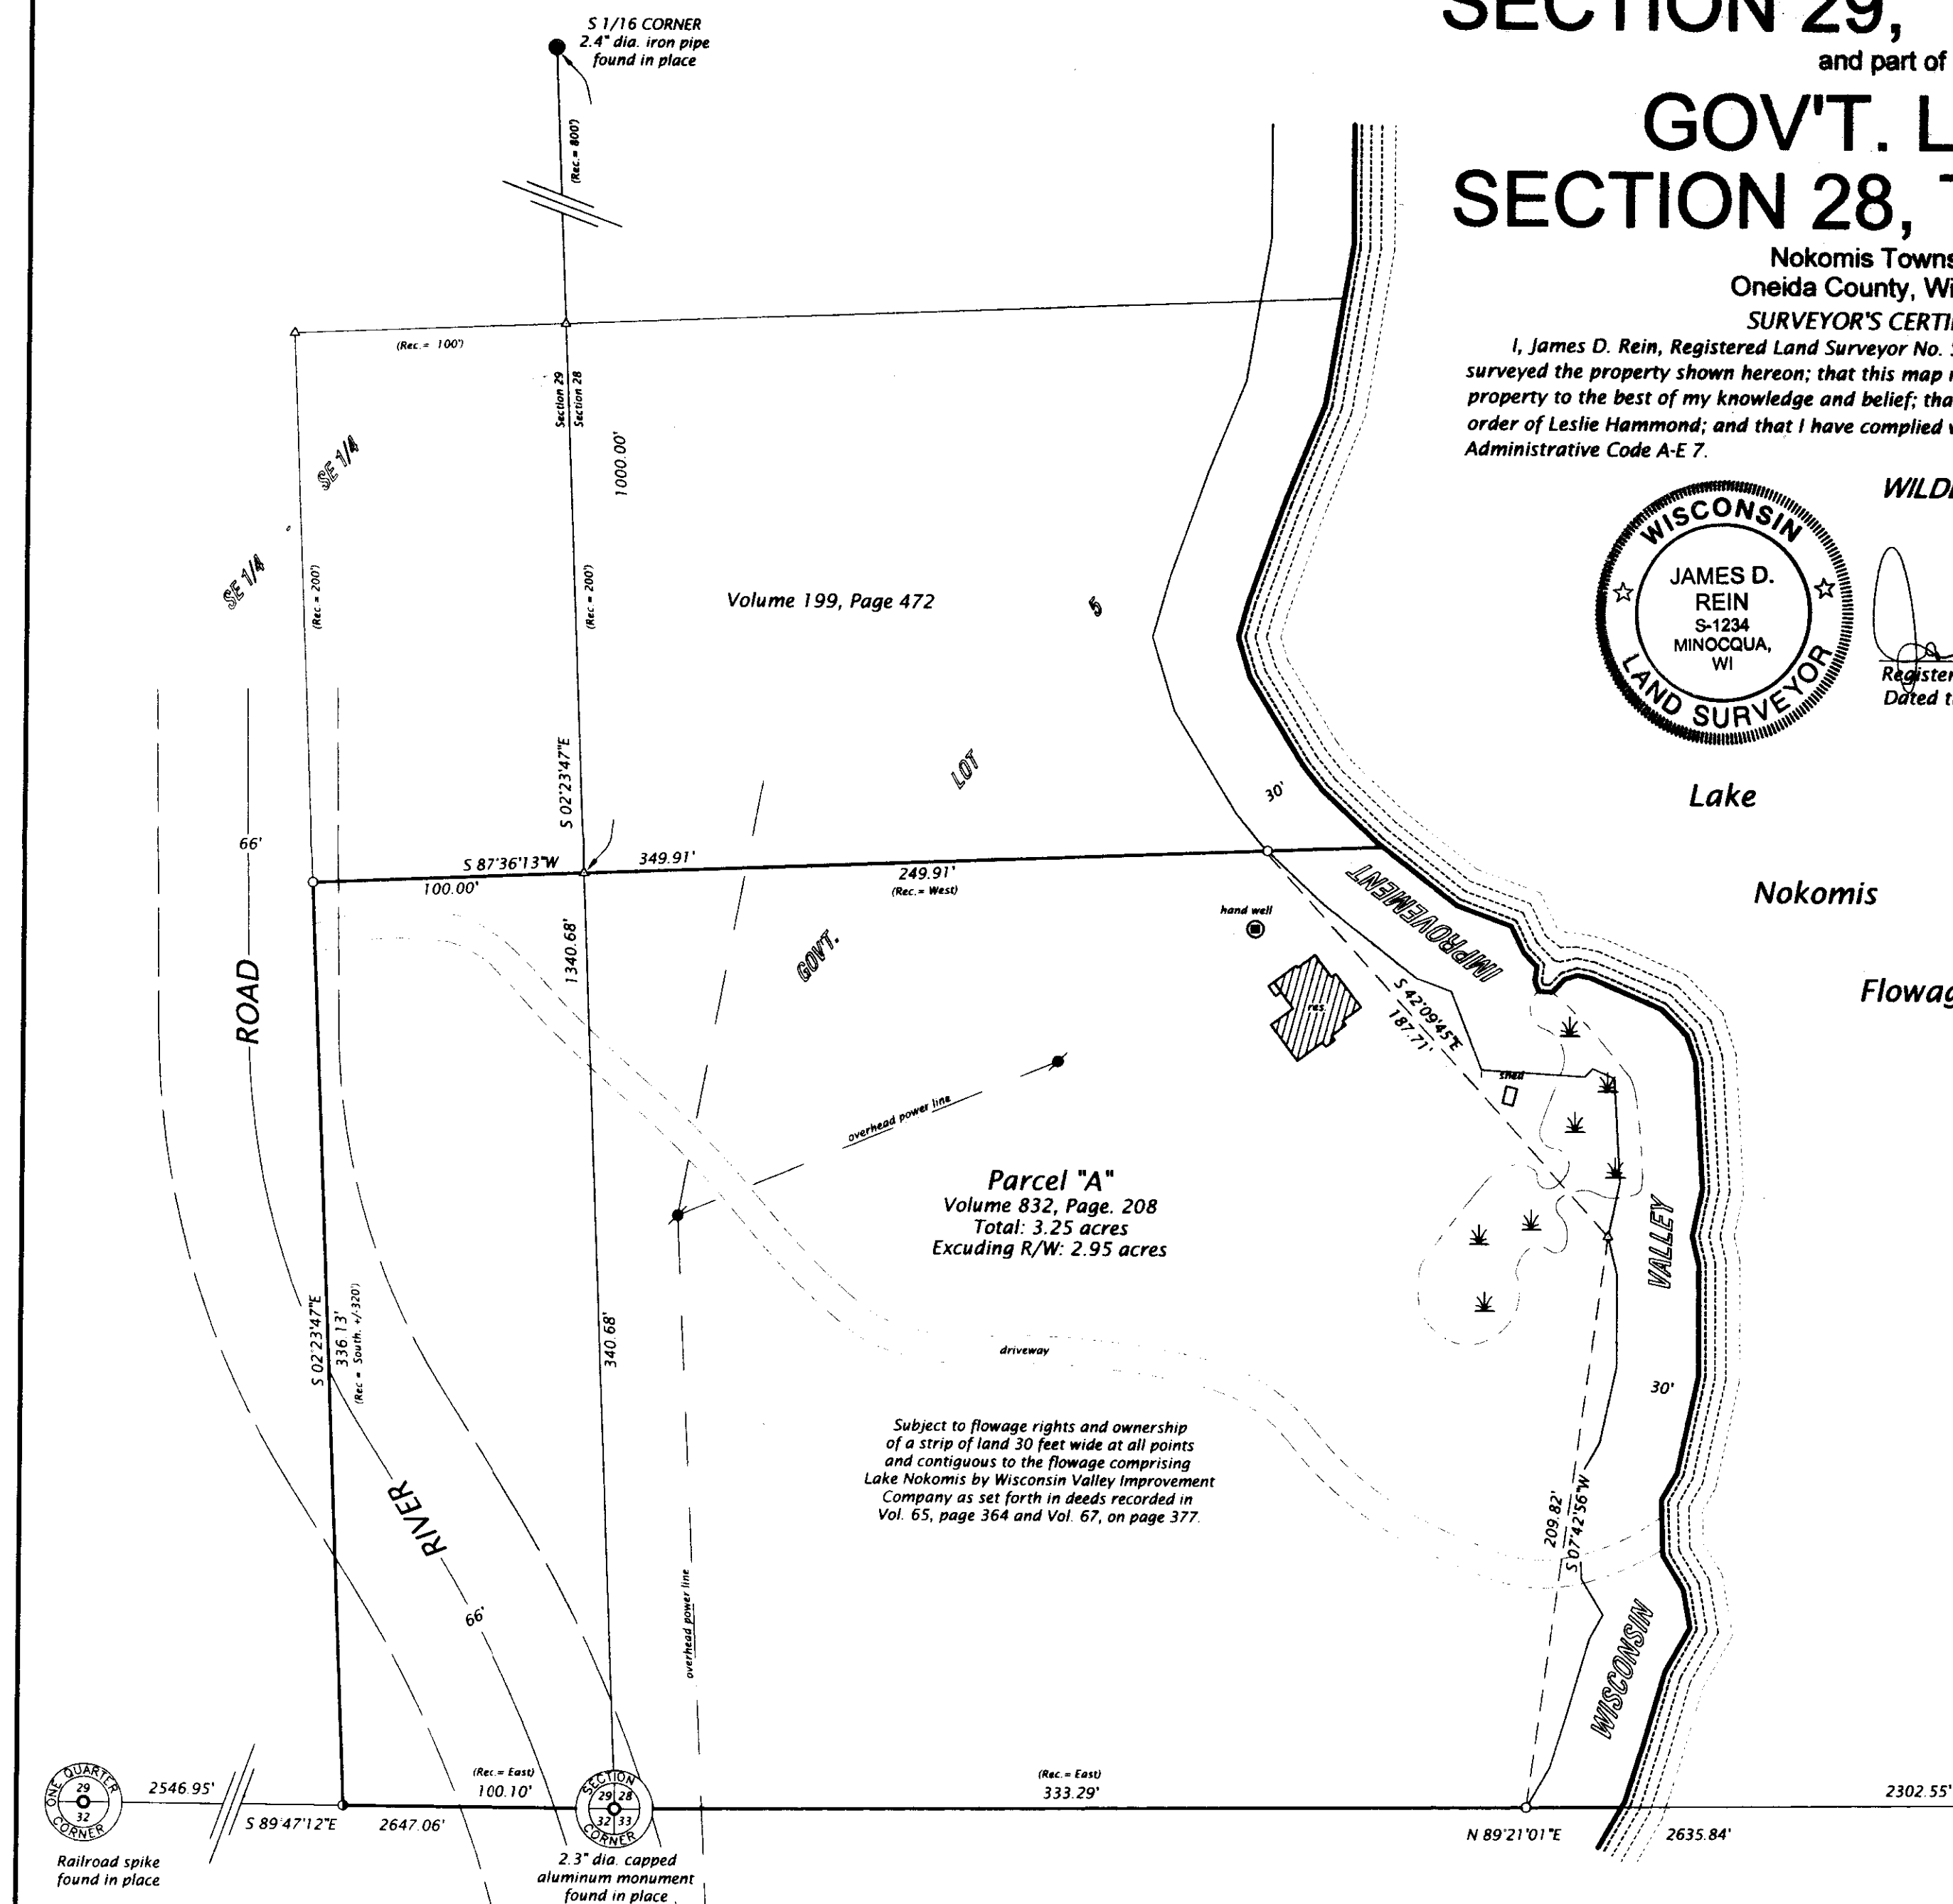 S 1/16 CORNER
2.4" dia. iron pipe
found in place
(Rec.= 800')
SECTION 29,
and part of
GOV'T. L
SECTION 28, T
Nokomis Towns
Oneida County, Wi
SURVEYOR'S CERTI
I, James D. Rein, Registered Land Surveyor No.
surveyed the property shown hereon; that this map
property to the best of my knowledge and belief; tha
order of Leslie Hammond; and that I have complied
Administrative Code A-E 7.
WILD
WISCONSIN
JAMES D.
REIN
S-1234
MINOCQUA,
WI
LAND SURVEYOR
Register
Dated t
(Rec.= 100')
Section 29
Section 28
1000.00'
SE 1/4
SE 1/4
(Rec = 200')
(Rec = 200')
Volume 199, Page 472
5
LOT
GOVT.
S 02°23'47"E
30'
Lake
Nokomis
Flowag
66'
ROAD
S 87°36'13"W
349.91'
100.00'
249.91'
(Rec.= West)
1340.68'
hand well
IMPROVEMENT
res.
S 42°09'45"E
187.71'
shed
overhead power line
Parcel "A"
Volume 832, Page. 208
Total: 3.25 acres
Excuding R/W: 2.95 acres
VALLEY
S 02°23'47"E
336.13'
(Rec = South. +/-320')
340.68'
driveway
30'
Subject to flowage rights and ownership
of a strip of land 30 feet wide at all points
and contiguous to the flowage comprising
Lake Nokomis by Wisconsin Valley Improvement
Company as set forth in deeds recorded in
Vol. 65, page 364 and Vol. 67, on page 377.
209.82'
S 07°42'56"W
RIVER
66'
overhead power line
WISCONSIN
ONE QUARTER
29
32
CORNER
2546.95'
S 89°47'12"E
2647.06'
(Rec.= East)
100.10'
SECTION
29 28
32 33
CORNER
(Rec.= East)
333.29'
N 89°21'01"E
2635.84'
2302.55'
Railroad spike
found in place
2.3" dia. capped
aluminum monument
found in place